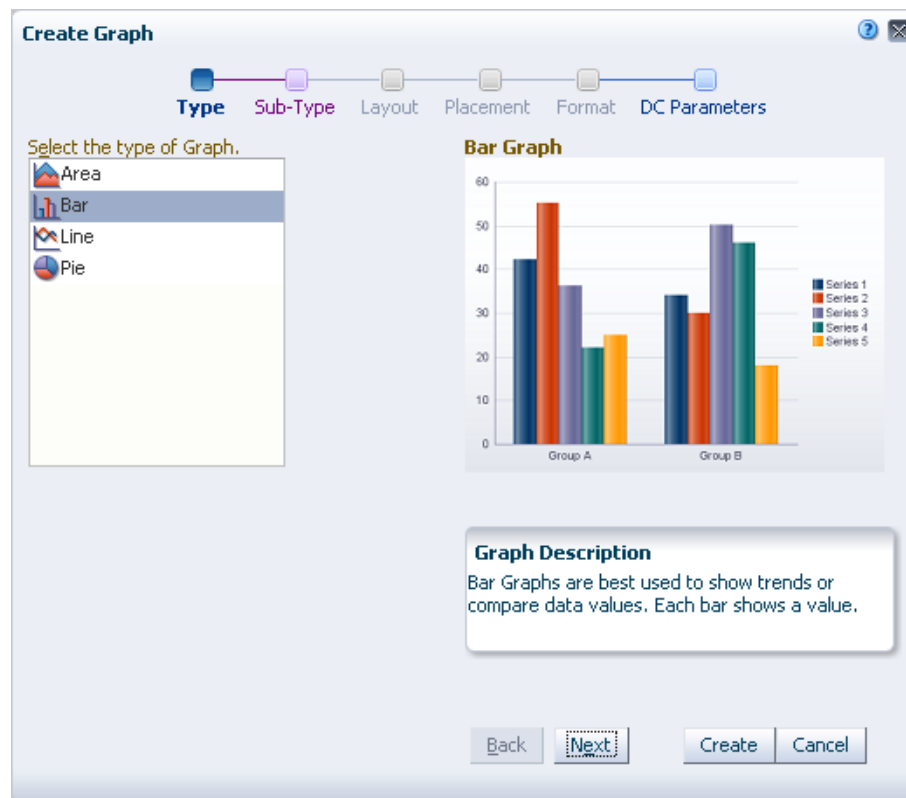 Create Graph
?
Type Sub-Type Layout Placement Format DC Parameters
Select the type of Graph.
Area
Bar
Line
Pie
Bar Graph
60
50
40
30
20
10
0
Group A Group B
Series 1
Series 2
Series 3
Series 4
Series 5
Graph Description
Bar Graphs are best used to show trends or
compare data values. Each bar shows a value.
Back Next Create Cancel